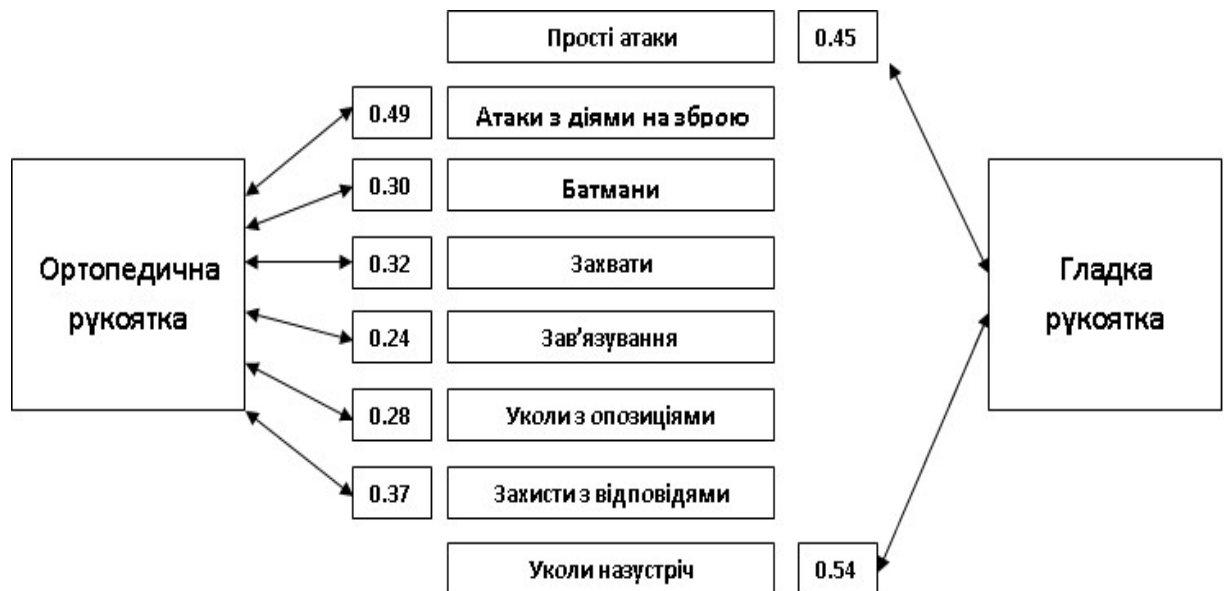 Прості атаки 0.45
0.49 Атаки з діями на зброю
0.30 Батмани
Ортопедична
рукоятка
0.32 Захвати
Гладка
рукоятка
0.24 Зав’язування
0.28 Уколи з опозиціями
0.37 Захисти з відповідями
Уколи назустріч 0.54